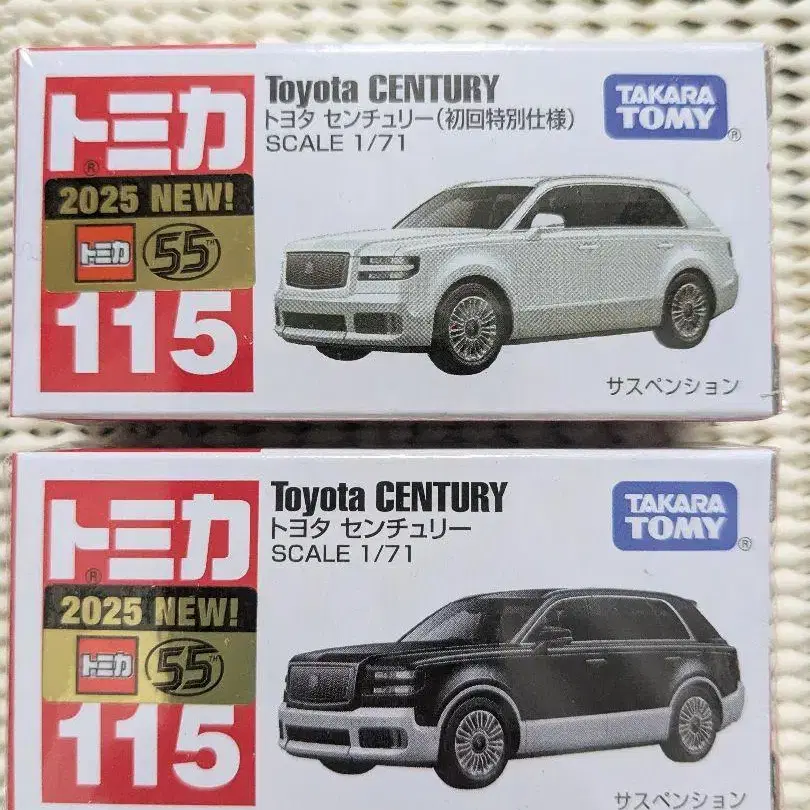 トミカ
Toyota CENTURY
トヨタ センチュリー(初回特別仕様)
SCALE 1/71
TAKARA
TOMY
®
®
2025 NEW!
トミカ
55TH
115
サスペンション
トミカ
Toyota CENTURY
トヨタ センチュリー
SCALE 1/71
TAKARA
TOMY
®
®
2025 NEW!
トミカ
55TH
115
サスペンション